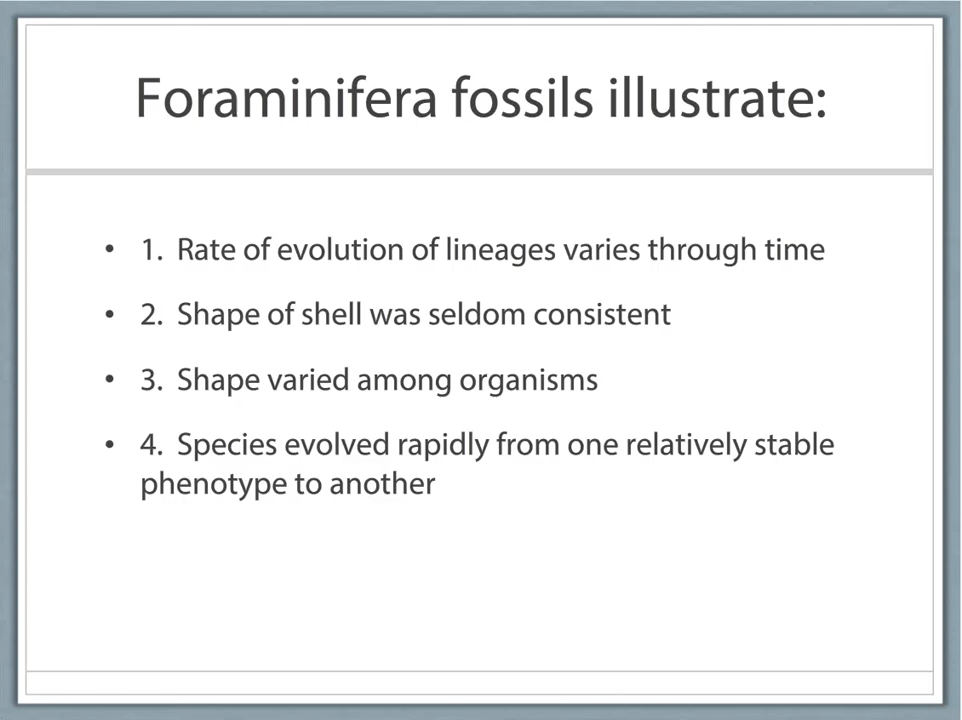 Foraminifera fossils illustrate:
• 1. Rate of evolution of lineages varies through time
• 2. Shape of shell was seldom consistent
• 3. Shape varied among organisms
• 4. Species evolved rapidly from one relatively stable
phenotype to another